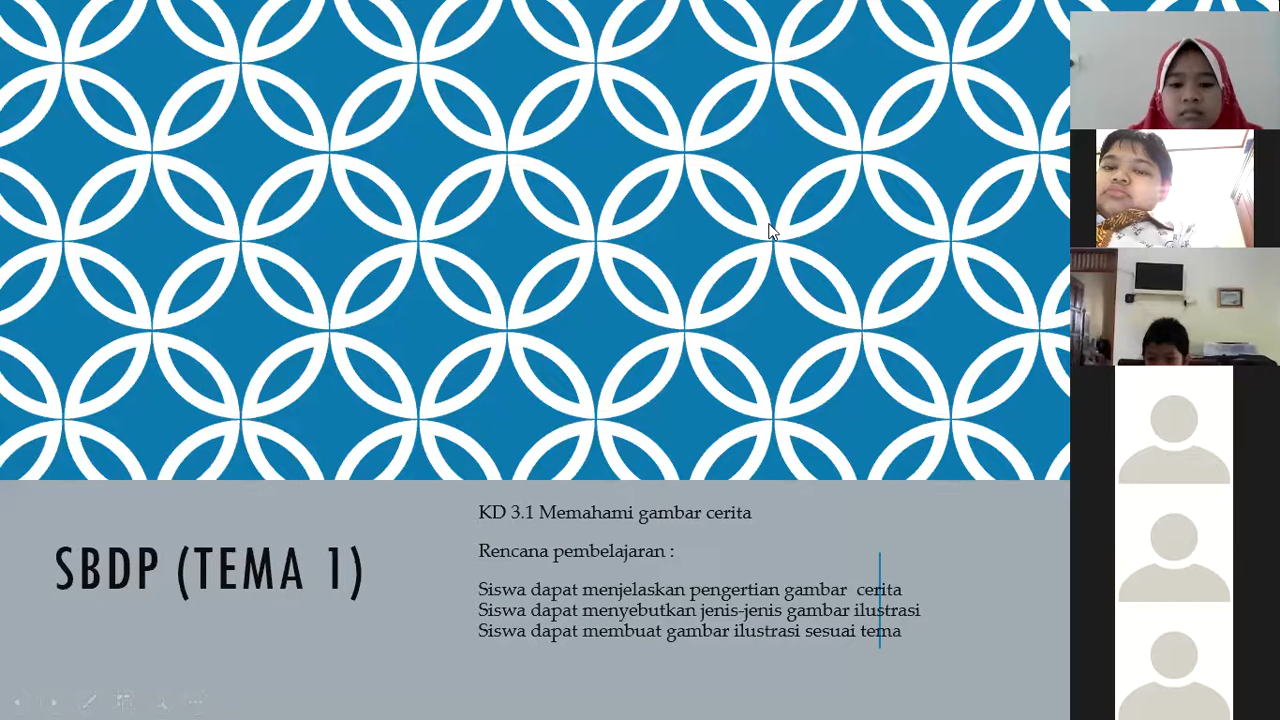 SBDP (TEMA 1)
KD 3.1 Memahami gambar cerita
Rencana pembelajaran :
Siswa dapat menjelaskan pengertian gambar  cerita
Siswa dapat menyebutkan jenis-jenis gambar ilustrasi
Siswa dapat membuat gambar ilustrasi sesuai tema